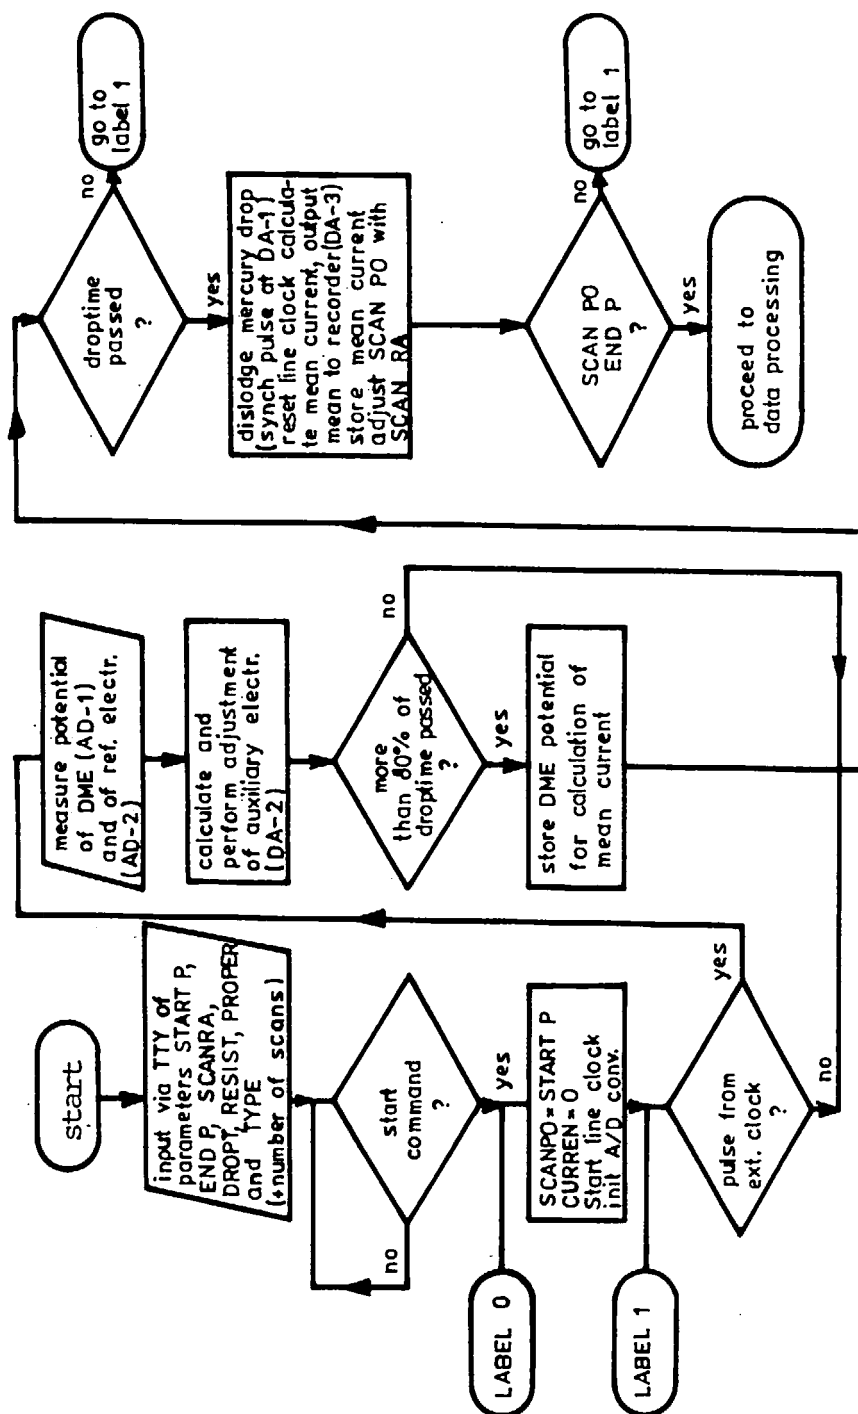 start
input via TTY of
parameters START P,
END P, SCANRA,
DROPT, RESIST, PROPER
and TYPE
(+number of scans)
start
command
?
no
yes
LABEL 0
SCANPO = START P
CURREN = 0
Start line clock
init A/D conv.
LABEL 1
pulse from
ext. clock
?
yes
no
measure potential
of DME (AD-1)
and of ref. electr.
(AD-2)
calculate and
perform adjustment
of auxiliary electr.
(DA-2)
more
than 80% of
droptime passed
?
no
yes
store DME potential
for calculation of
mean current
droptime
passed
?
no
go to
label 1
yes
dislodge mercury drop
(synch pulse at DA-1)
reset line clock calcula-
te mean current, output
mean to recorder(DA-3)
store mean current
adjust SCAN PO with
SCAN RA
SCAN PO
END P
?
no
go to
label 1
yes
proceed to
data processing